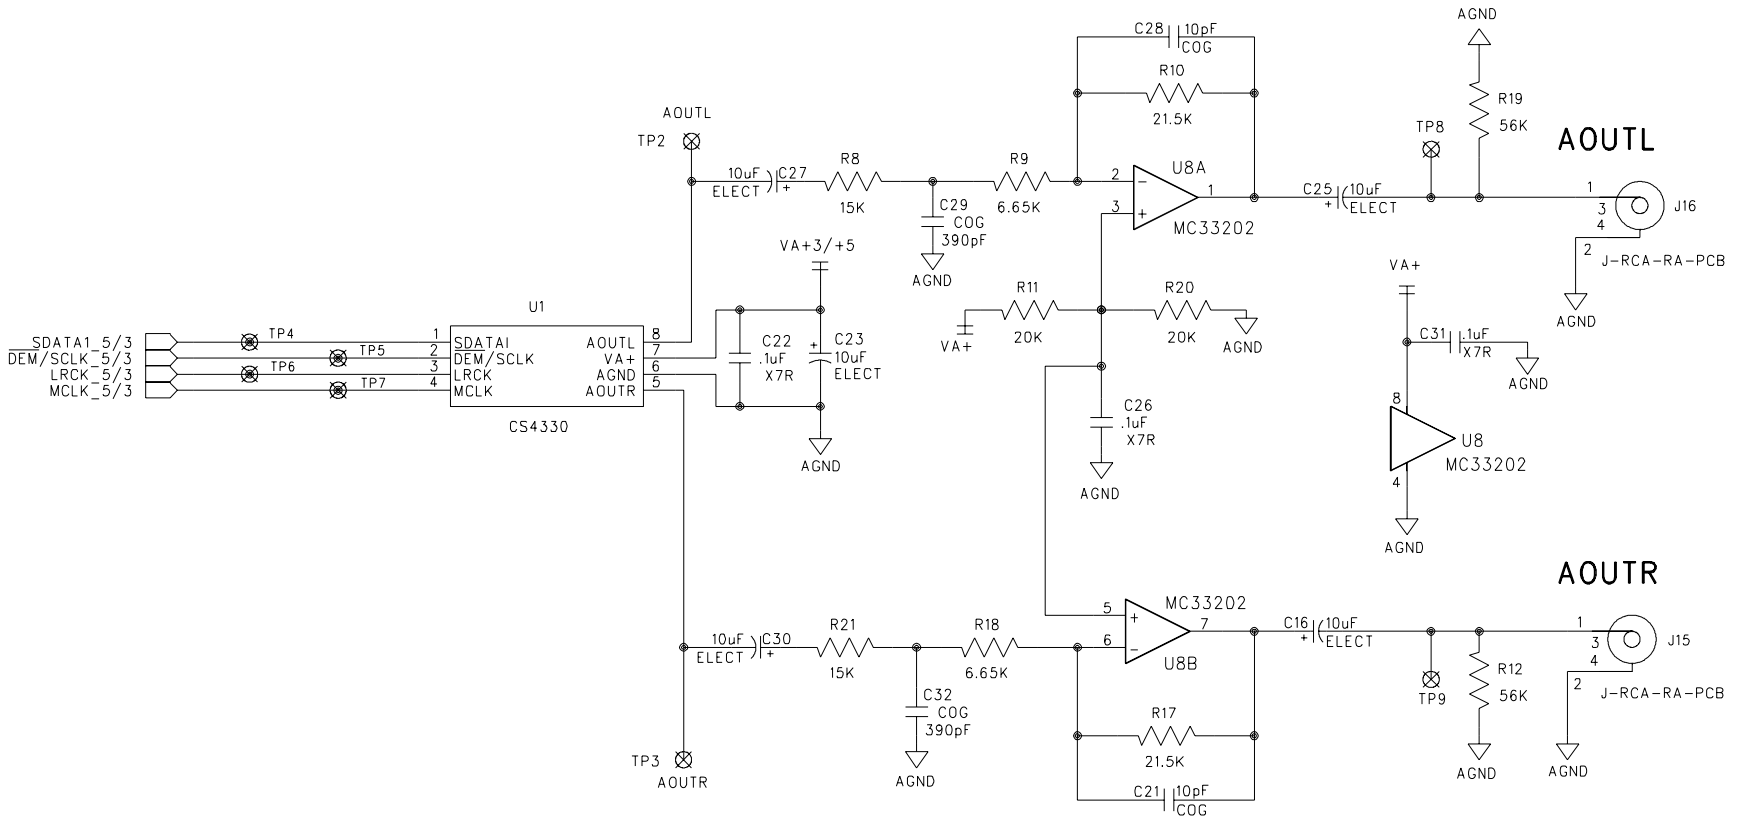 AGND
C28 10pF
COG
R10
21.5K
R19
56K
AOUTL
TP8
AOUTL
TP2
10uF C27
ELECT +
R8
15K
R9
6.65K
U8A
2 −
3 +
1
MC33202
C25 10uF
+ ELECT
1
3
4
2
J16
J-RCA-RA-PCB
AGND
C29
COG
390pF
AGND
VA+3/+5
VA+
R11
20K
VA+
R20
20K
AGND
C31 .1uF
X7R
AGND
U1
SDATA1_5/3
DEM/SCLK_5/3
LRCK_5/3
MCLK_5/3
TP4
TP5
TP6
TP7
1 SDATAI
2 DEM/SCLK
3 LRCK
4 MCLK
AOUTL 8
VA+ 7
AGND 6
AOUTR 5
CS4330
C22
.1uF
X7R
+ C23
10uF
ELECT
AGND
C26
.1uF
X7R
AGND
8
U8
MC33202
4
AGND
AOUTR
MC33202
5 +
6 −
7
U8B
C16 10uF
+ ELECT
1
3
4
2
J15
J-RCA-RA-PCB
10uF C30
ELECT +
R21
15K
R18
6.65K
C32
COG
390pF
AGND
TP9
R12
56K
AGND
AGND
R17
21.5K
C21 10pF
COG
TP3
AOUTR